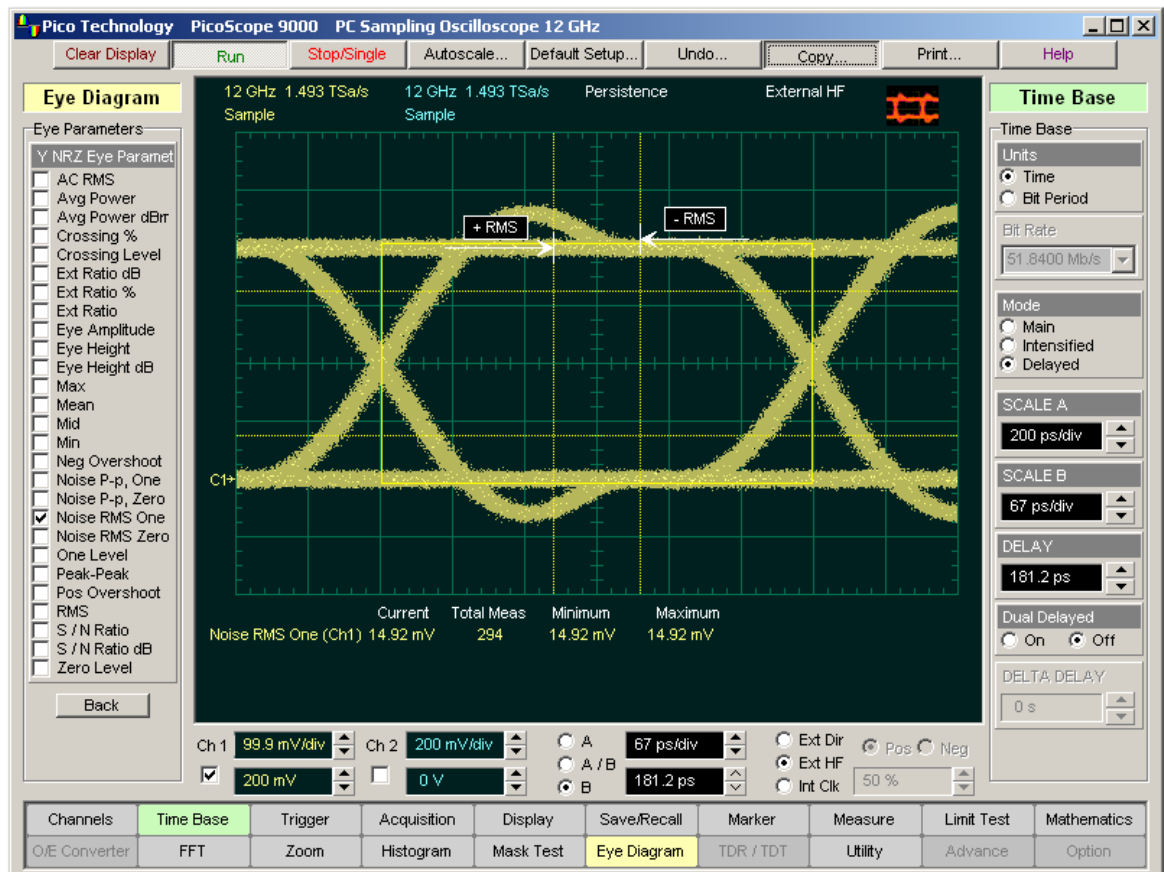 Pico Technology PicoScope 9000 PC Sampling Oscilloscope 12 GHz
Clear Display Run Stop/Single Autoscale... Default Setup... Undo... Copy... Print... Help
Eye Diagram
Eye Parameters
Y NRZ Eye Paramet
AC RMS
Avg Power
Avg Power dBm
Crossing %
Crossing Level
Ext Ratio dB
Ext Ratio %
Ext Ratio
Eye Amplitude
Eye Height
Eye Height dB
Max
Mean
Mid
Min
Neg Overshoot
Noise P-p, One
Noise P-p, Zero
Noise RMS One
Noise RMS Zero
One Level
Peak-Peak
Pos Overshoot
RMS
S / N Ratio
S / N Ratio dB
Zero Level
Back
12 GHz 1.493 TSa/s 12 GHz 1.493 TSa/s Persistence External HF
Sample Sample
+ RMS - RMS
C1
Current Total Meas Minimum Maximum
Noise RMS One (Ch1) 14.92 mV 294 14.92 mV 14.92 mV
Time Base
Time Base
Units
Time
Bit Period
Bit Rate
51.8400 Mb/s
Mode
Main
Intensified
Delayed
SCALE A
200 ps/div
SCALE B
67 ps/div
DELAY
181.2 ps
Dual Delayed
On Off
DELTA DELAY
0 s
Ch 1 99.9 mV/div Ch 2 200 mV/div A 67 ps/div Ext Dir Pos Neg
A / B Ext HF
200 mV 0 V B 181.2 ps Int Clk 50 %
Channels Time Base Trigger Acquisition Display Save/Recall Marker Measure Limit Test Mathematics
O/E Converter FFT Zoom Histogram Mask Test Eye Diagram TDR / TDT Utility Advance Option